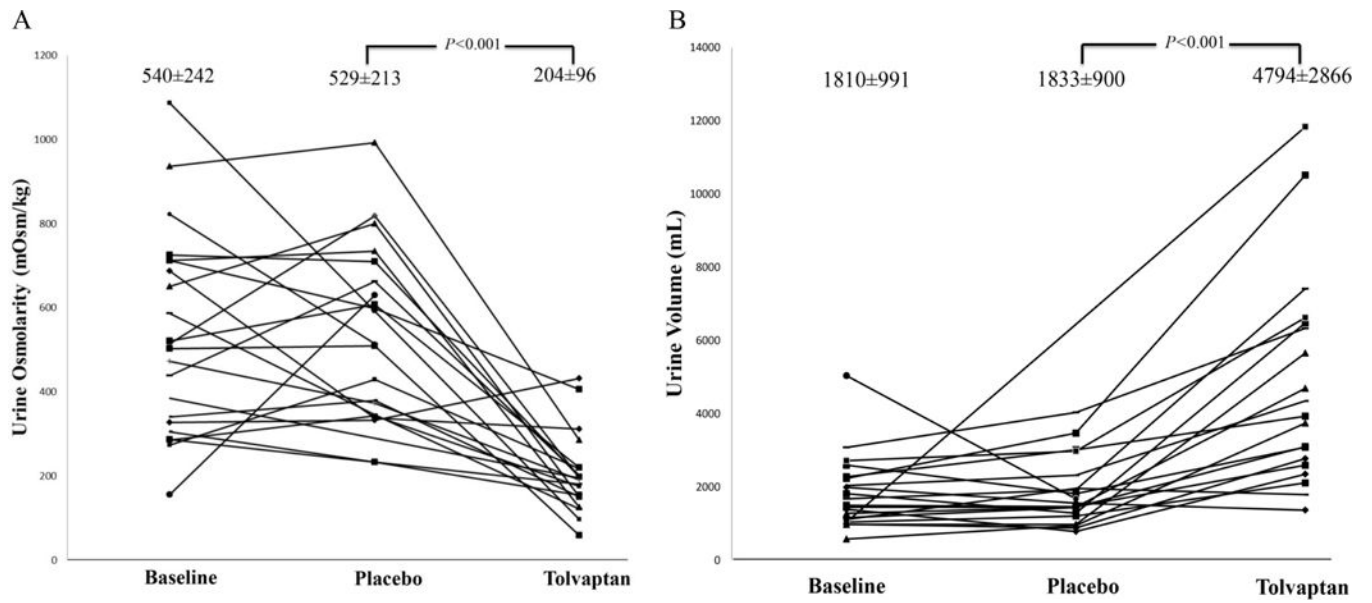 A
P<0.001
540±242 529±213 204±96
Urine Osmolarity (mOsm/kg)
1200
1000
800
600
400
200
0
Baseline Placebo Tolvaptan
B
P<0.001
1810±991 1833±900 4794±2866
Urine Volume (mL)
14000
12000
10000
8000
6000
4000
2000
0
Baseline Placebo Tolvaptan